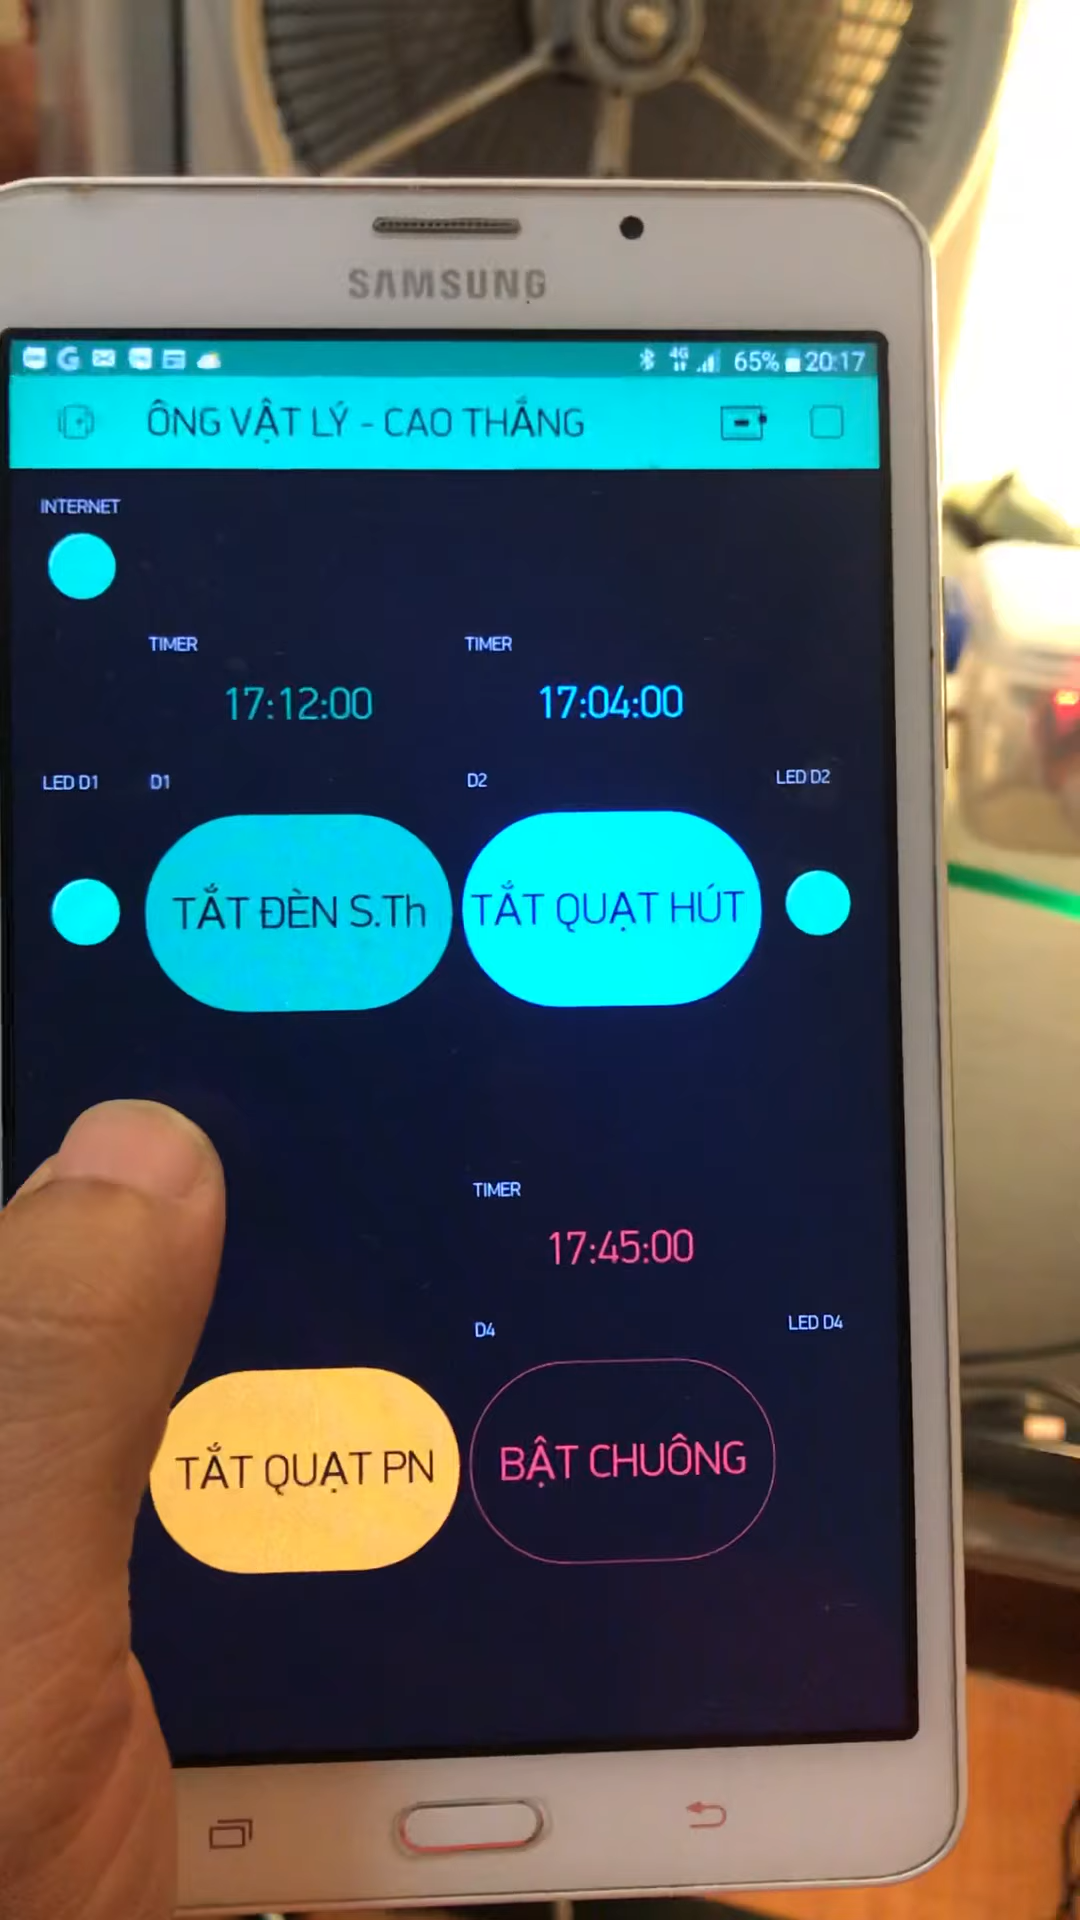 SAMSUNG
4G 65% 20:17
ÔNG VẬT LÝ - CAO THẮNG
INTERNET
TIMER TIMER
17:12:00 17:04:00
LED D1 D1 D2 LED D2
TẮT ĐÈN S.Th TẮT QUẠT HÚT
TIMER
17:45:00
D4 LED D4
TẮT QUẠT PN BẬT CHUÔNG